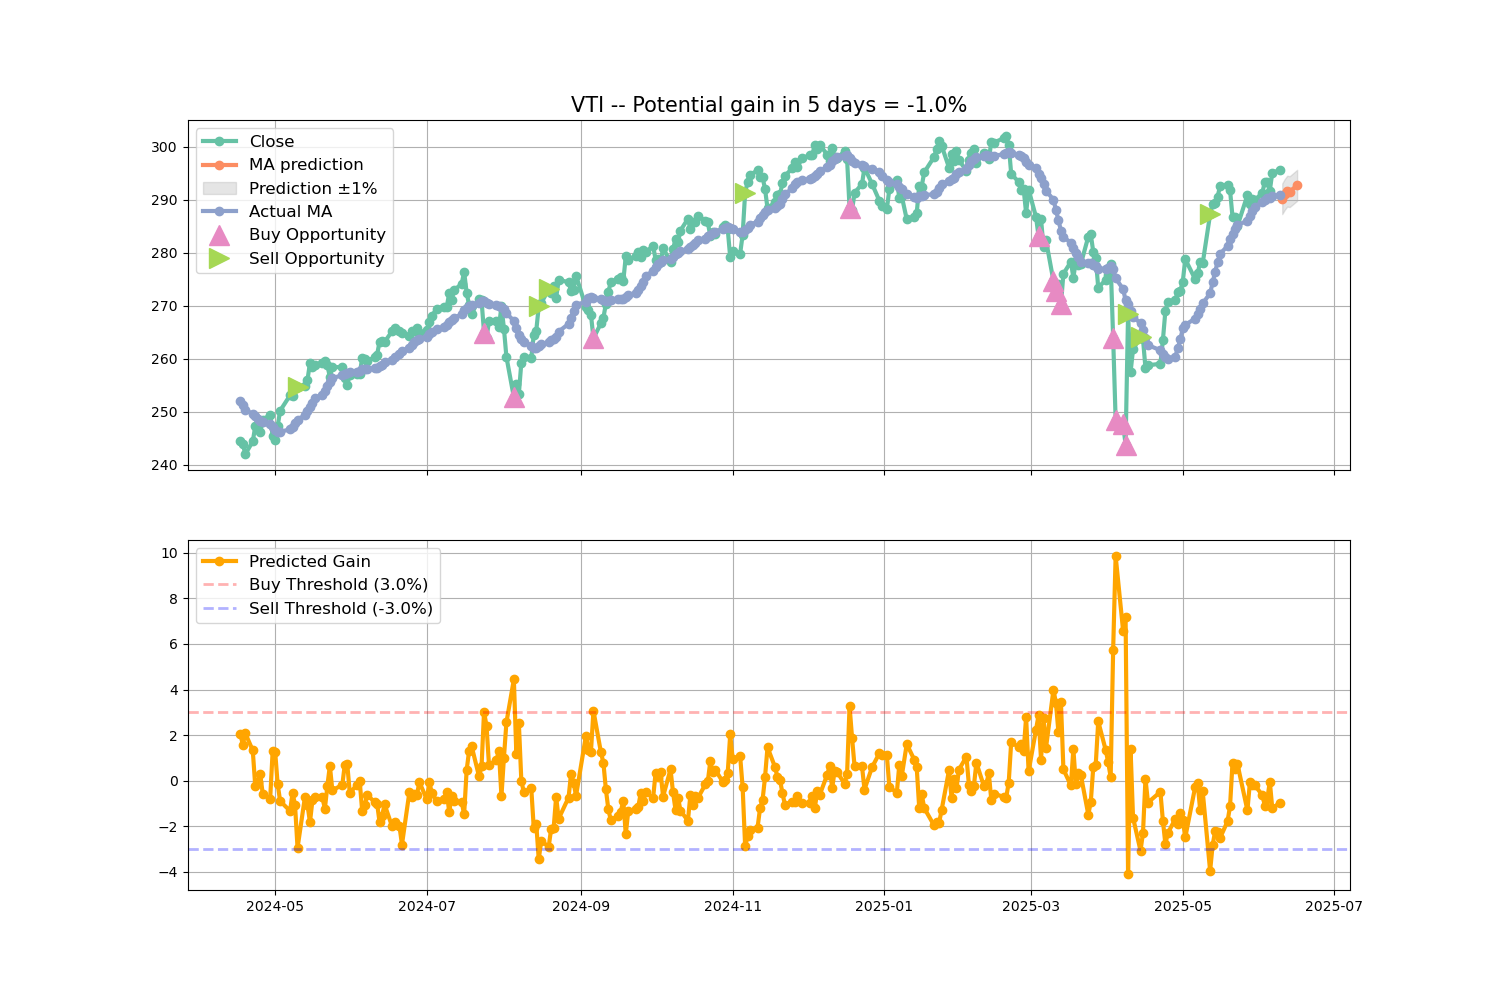 VTI -- Potential gain in 5 days = -1.0%
300
290
280
270
260
250
240
Close
MA prediction
Prediction ±1%
Actual MA
Buy Opportunity
Sell Opportunity
10
8
6
4
2
0
−2
−4
Predicted Gain
Buy Threshold (3.0%)
Sell Threshold (-3.0%)
2024-05 2024-07 2024-09 2024-11 2025-01 2025-03 2025-05 2025-07